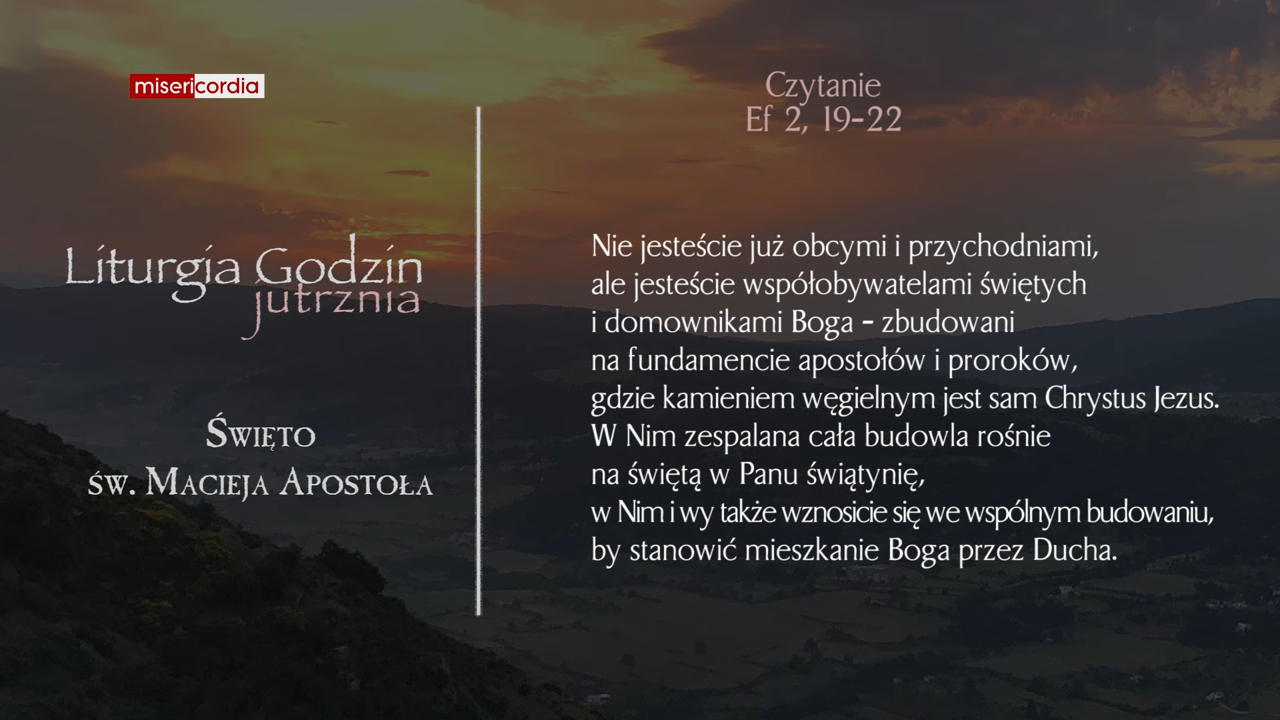 misericordia
Liturgia Godzin
jutrznia
Święto
św. Macieja Apostoła
Czytanie
Ef 2, 19-22
Nie jesteście już obcymi i przychodniami,
ale jesteście współobywatelami świętych
i domownikami Boga - zbudowani
na fundamencie apostołów i proroków,
gdzie kamieniem węgielnym jest sam Chrystus Jezus.
W Nim zespalana cała budowla rośnie
na świętą w Panu świątynię,
w Nim i wy także wznosicie się we wspólnym budowaniu,
by stanowić mieszkanie Boga przez Ducha.